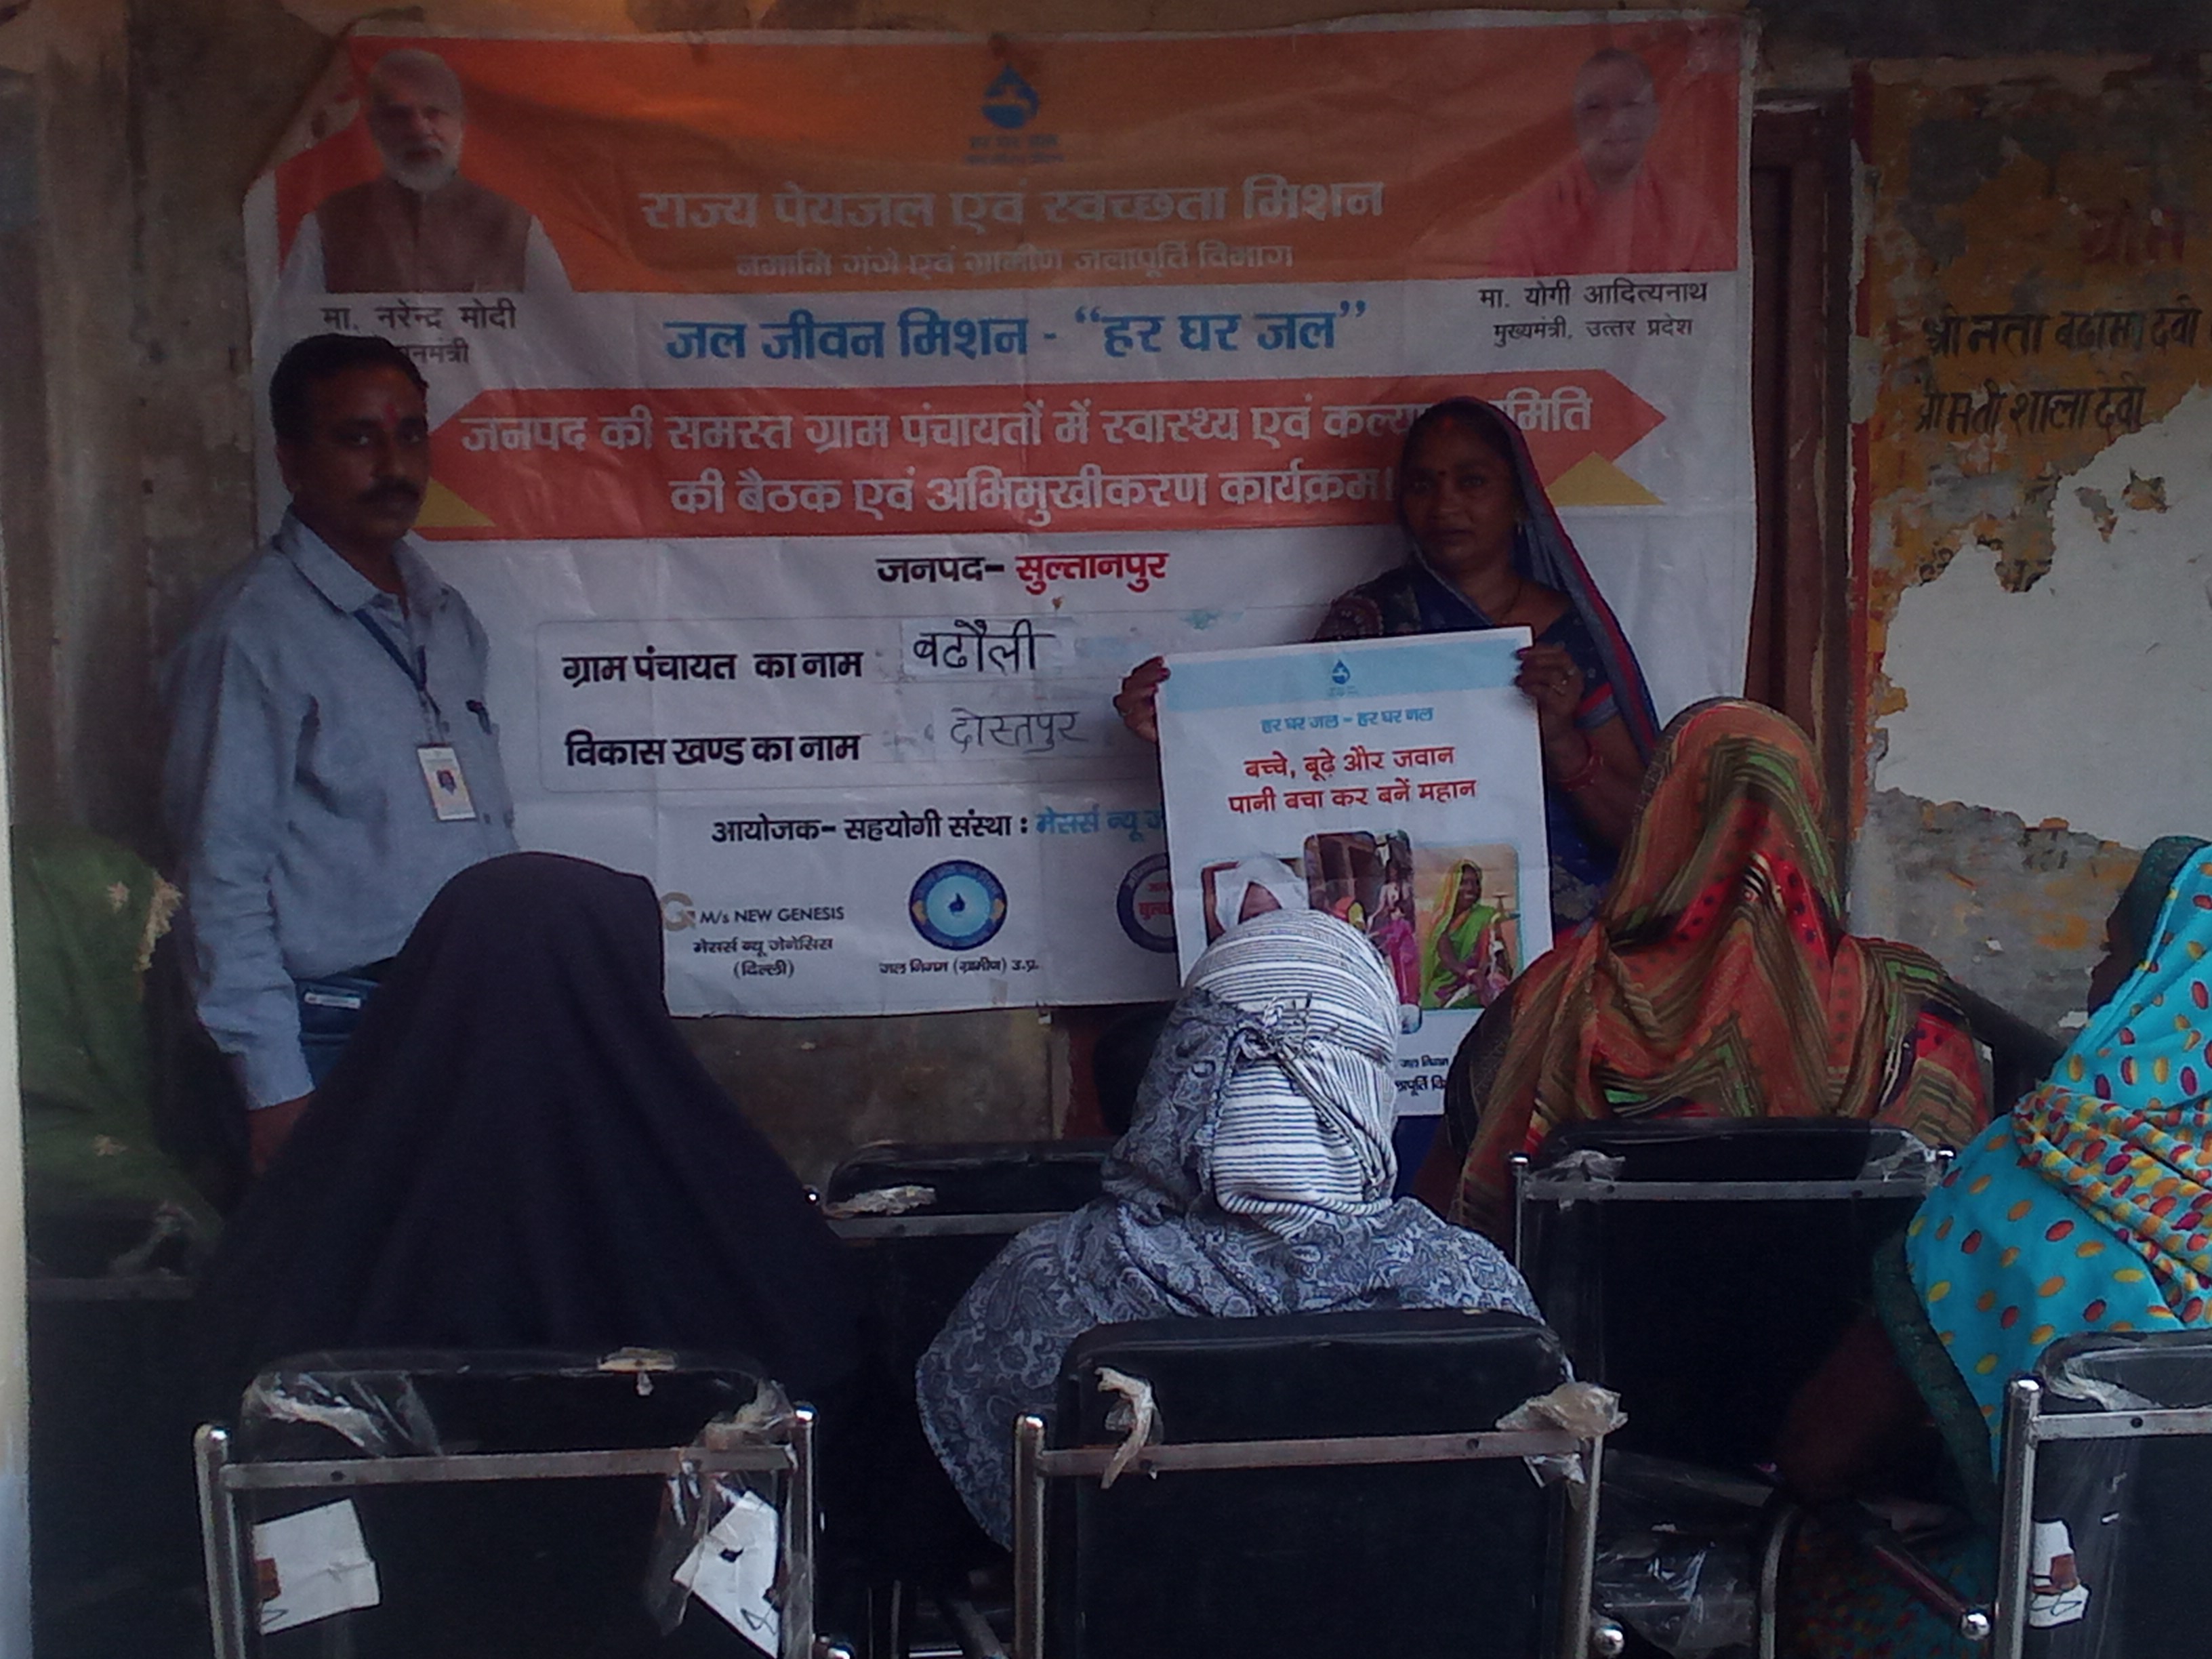 राज्य पेयजल एवं स्वच्छता मिशन
नमामि गंगे एवं ग्रामीण जलापूर्ति विभाग
मा. नरेन्द्र मोदी
मा. योगी आदित्यनाथ
मुख्यमंत्री, उत्तर प्रदेश
जल जीवन मिशन - “हर घर जल”
जनपद की समस्त ग्राम पंचायतों में स्वास्थ्य एवं
की बैठक एवं अभिमुखीकरण कार्यक्रम।
जनपद- सुल्तानपुर
ग्राम पंचायत का नाम बढौली
विकास खण्ड का नाम दोस्तपुर
आयोजक- सहयोगी संस्था : मेसर्स न्यू
M/s NEW GENESIS
मेसर्स न्यू जेनेसिस
(दिल्ली)
जल निगम (ग्रामीण) उ.प्र.
हर घर जल - हर घर नल
बच्चे, बूढ़े और जवान
पानी बचा कर बनें महान
श्रीमती शाला देवी